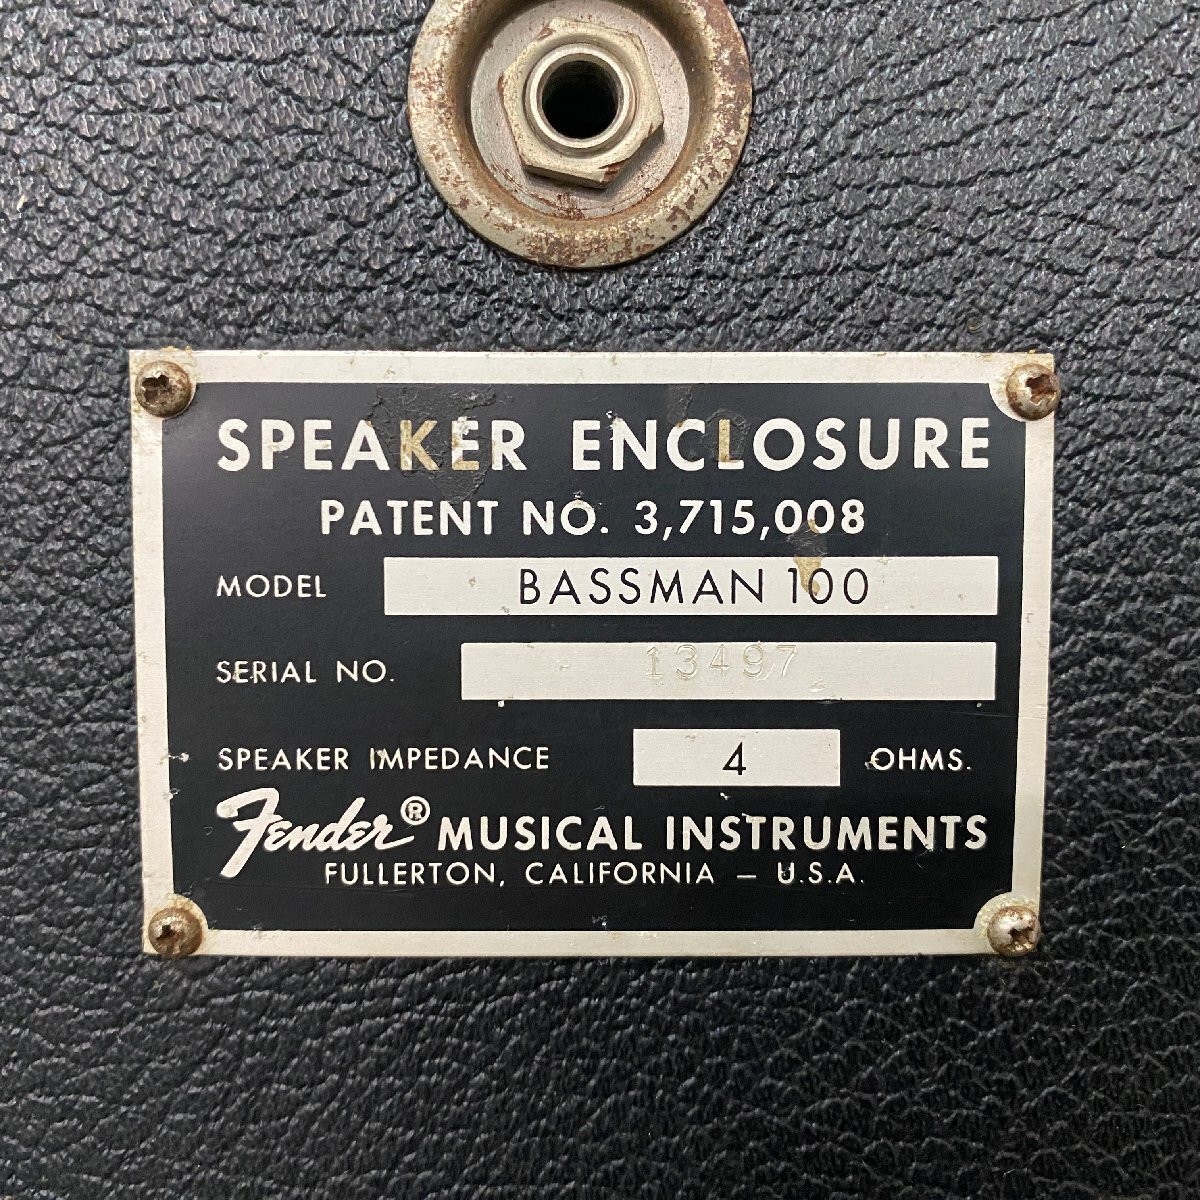 SPEAKER ENCLOSURE
PATENT NO. 3,715,008
MODEL BASSMAN 100
SERIAL NO. 13497
SPEAKER IMPEDANCE 4 OHMS.
Fender® MUSICAL INSTRUMENTS
FULLERTON, CALIFORNIA — U.S.A.